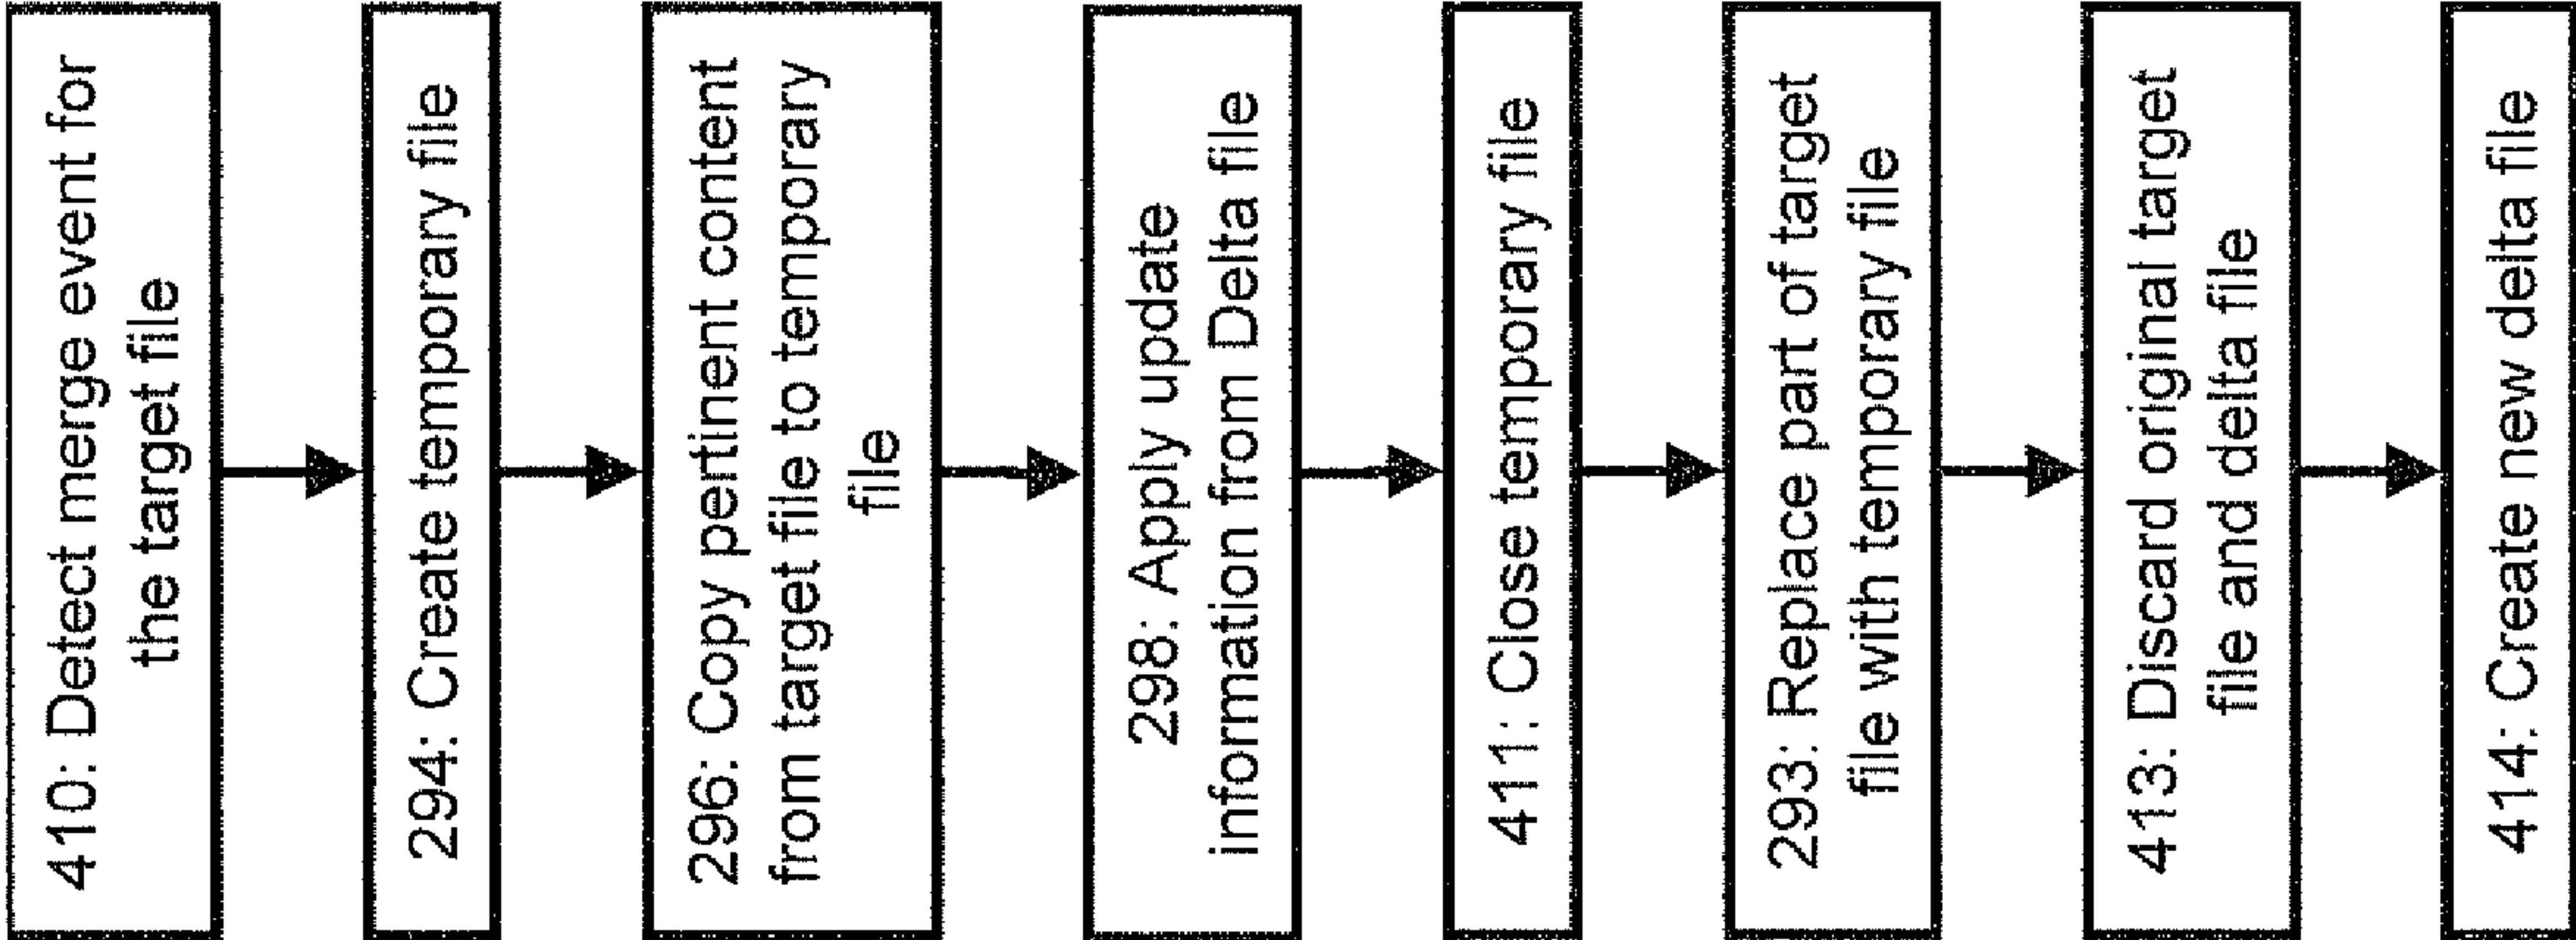 410: Detect merge event for
the target file
294: Create temporary file
296: Copy pertinent content
from target file to temporary
file
298: Apply update
information from Delta file
411: Close temporary file
293: Replace part of target
file with temporary file
413: Discard original target
file and delta file
414: Create new delta file